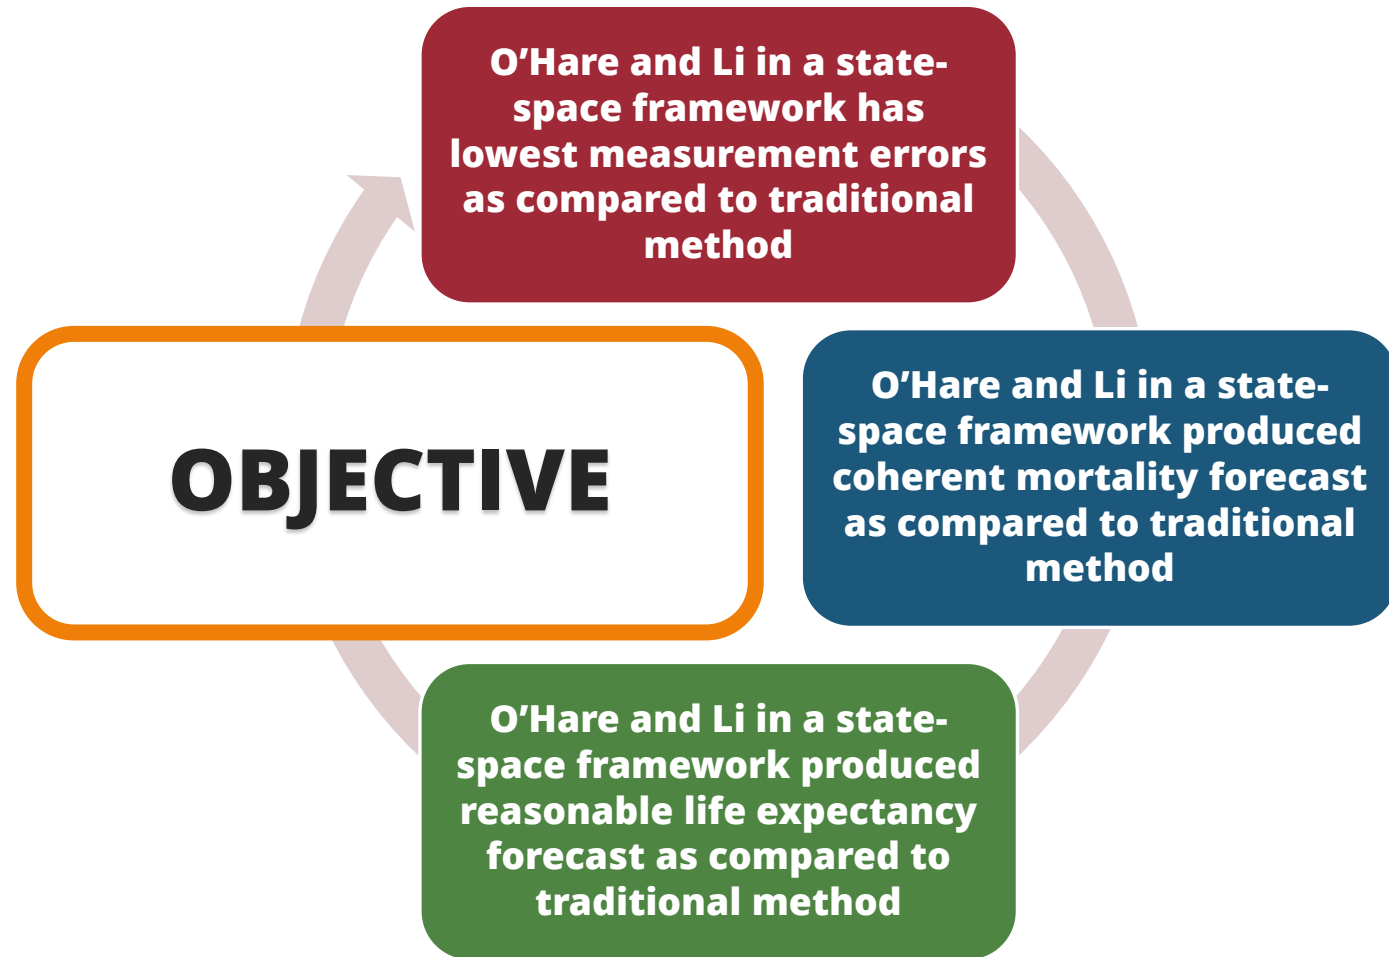 O’Hare and Li in a state-
space framework has
lowest measurement errors
as compared to traditional
method
OBJECTIVE
O’Hare and Li in a state-
space framework produced
coherent mortality forecast
as compared to traditional
method
O’Hare and Li in a state-
space framework produced
reasonable life expectancy
forecast as compared to
traditional method